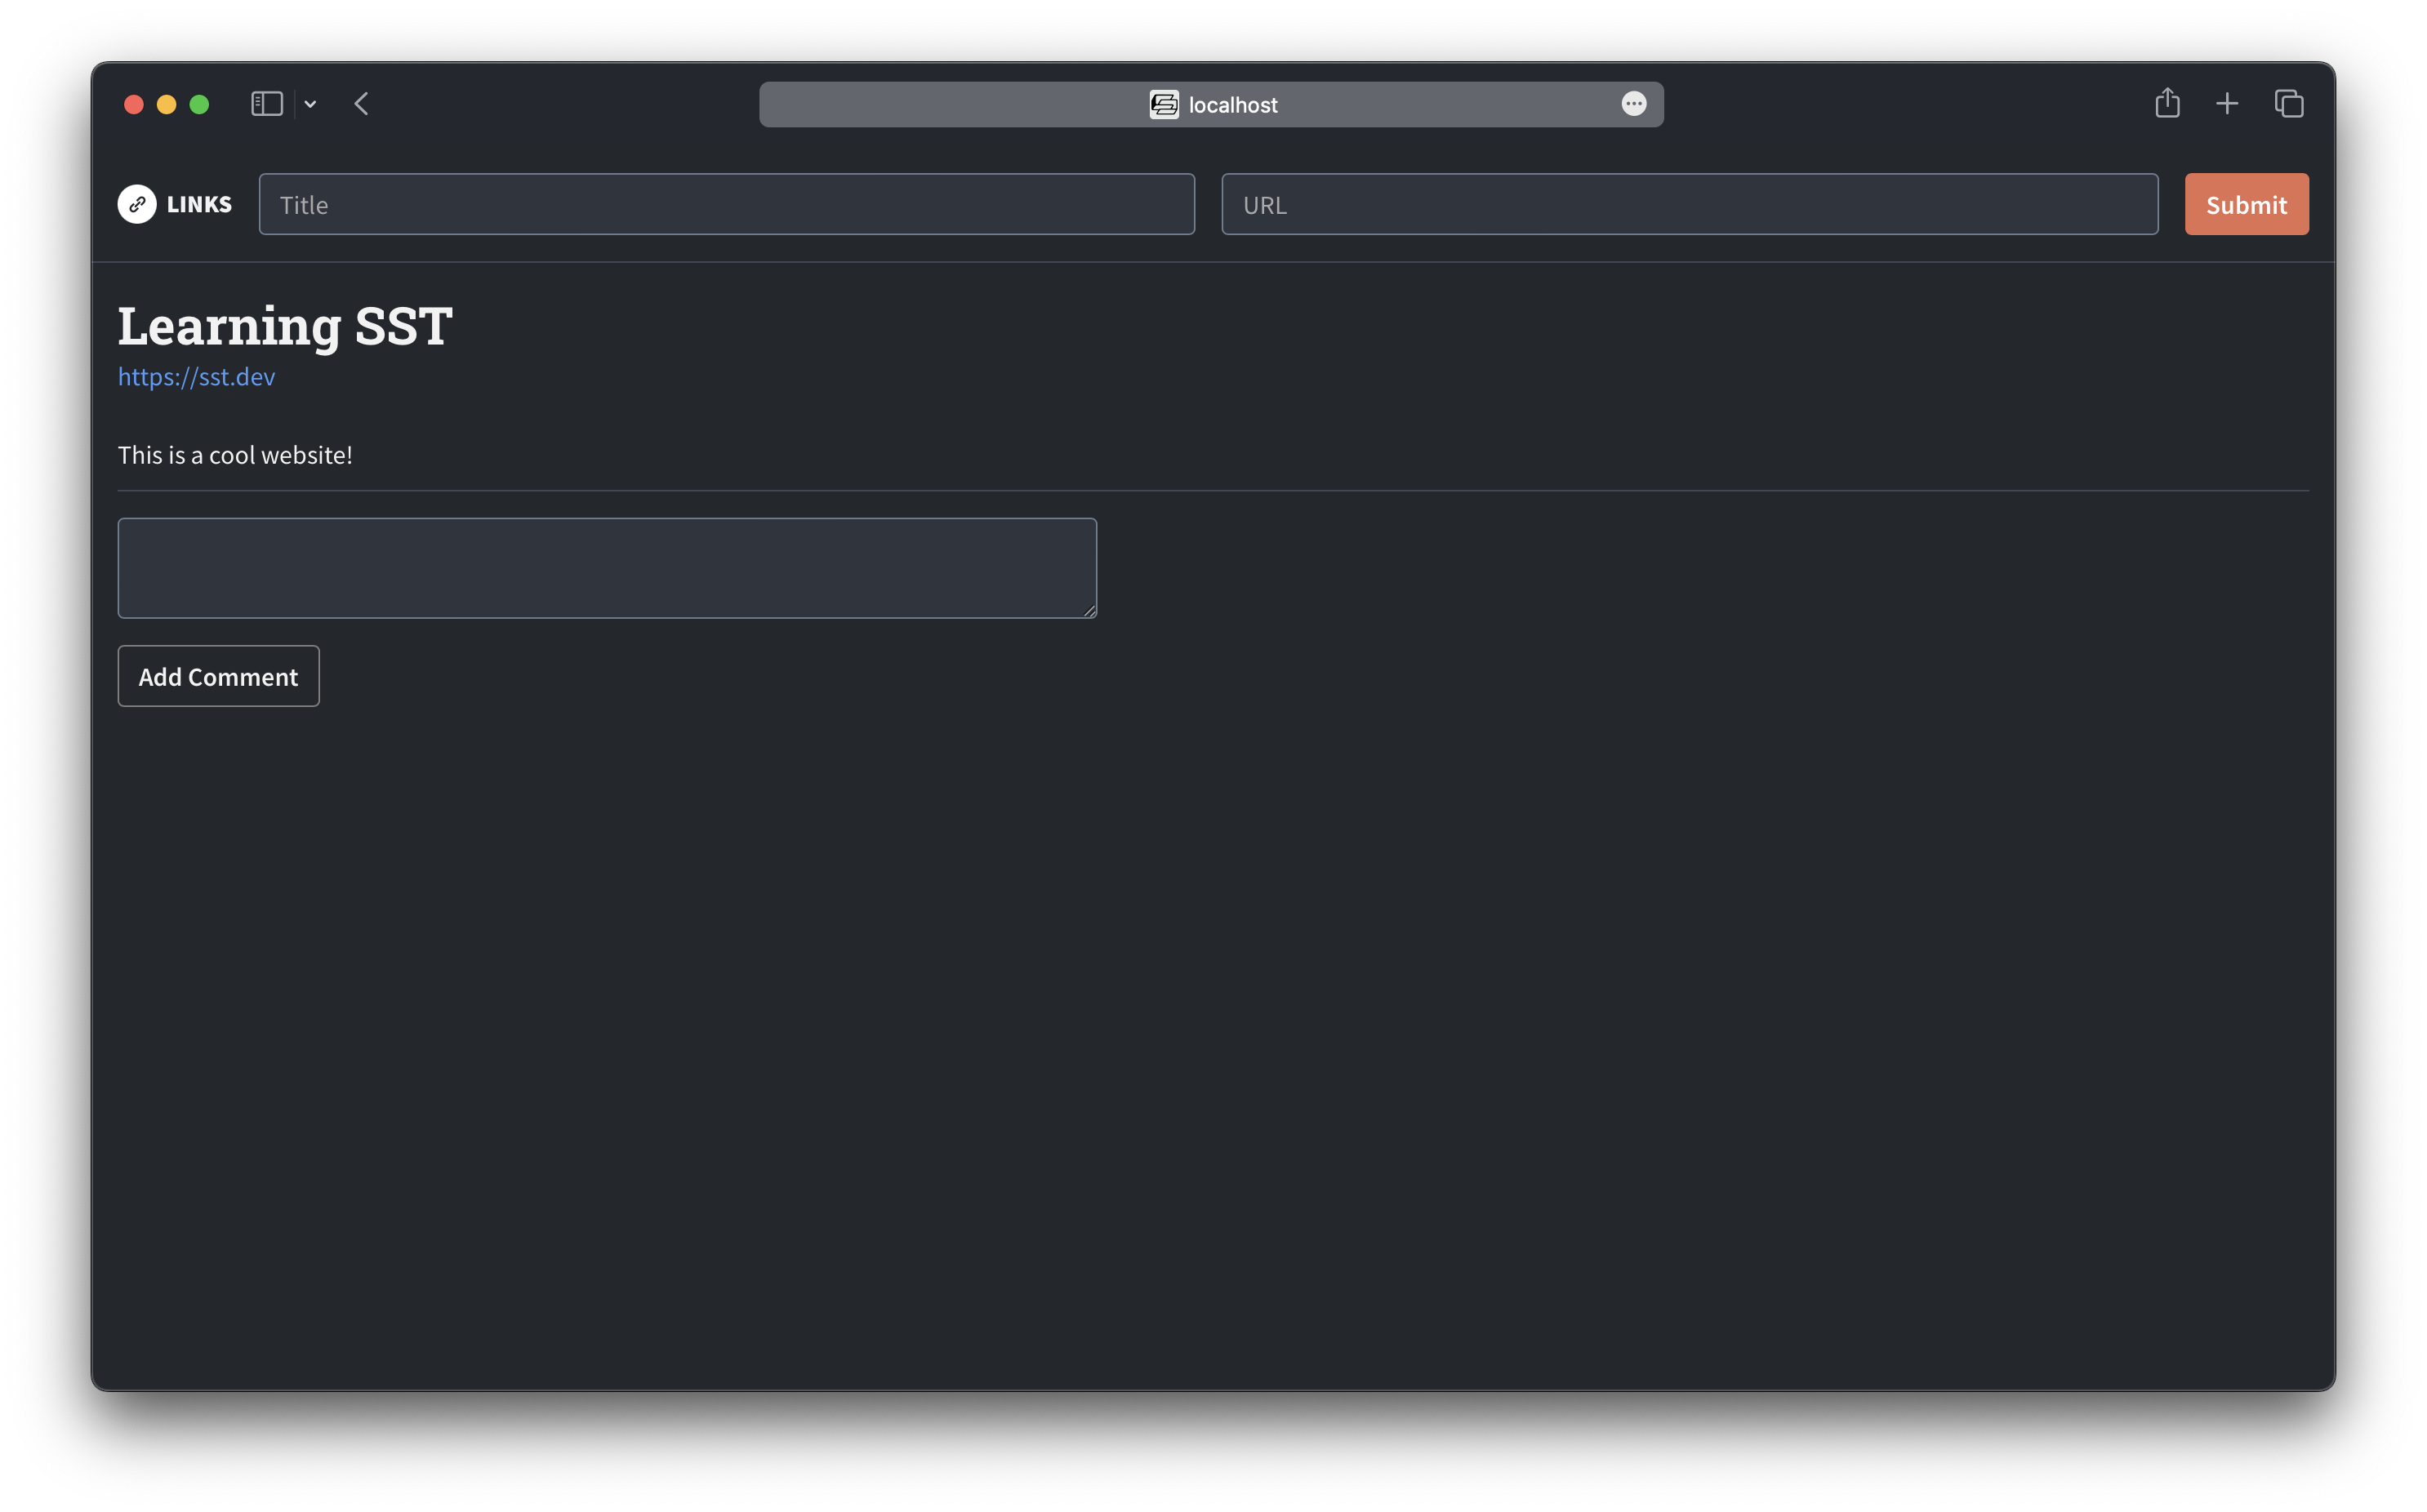 localhost
LINKS
Title
URL
Submit
Learning SST
https://sst.dev
This is a cool website!
Add Comment